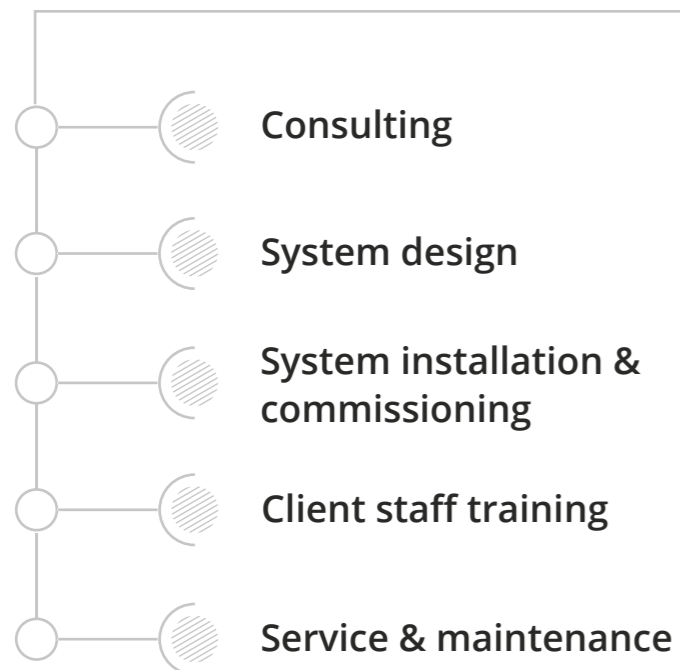 Consulting
System design
System installation &
commissioning
Client staff training
Service & maintenance